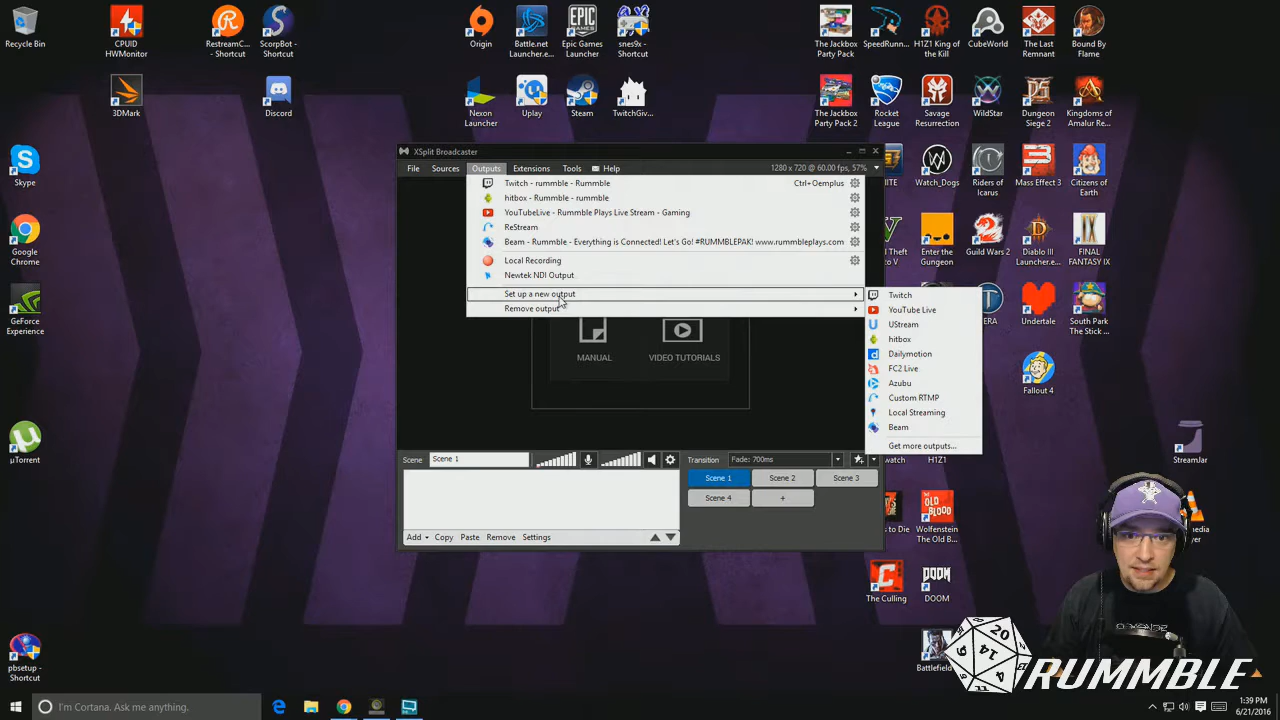 Recycle Bin
CPUID HWMonitor
RestreamC... - Shortcut
ScorpBot - Shortcut
Origin
Battle.net Launcher.e...
Epic Games Launcher
snes9x - Shortcut
The Jackbox Party Pack
SpeedRunn...
H1Z1 King of the Kill
CubeWorld
The Last Remnant
Bound By Flame
3DMark
Discord
Nexon Launcher
Uplay
Steam
TwitchGiv...
The Jackbox Party Pack 2
Rocket League
Savage Resurrection
WildStar
Dungeon Siege 2
Kingdoms of Amalur Re...
XSplit Broadcaster
File Sources Outputs Extensions Tools Help
1280 x 720 @ 60.00 fps, 57%
Twitch - rummble - Rummble Ctrl+Oemplus
hitbox - Rummble - rummble
YouTubeLive - Rummble Plays Live Stream - Gaming
ReStream
Beam - Rummble - Everything is Connected! Let's Go! #RUMMBLEPAK! www.rummbleplays.com
Local Recording
Newtek NDI Output
Set up a new output
Remove output
Twitch
YouTube Live
UStream
hitbox
Dailymotion
FC2 Live
Azubu
Custom RTMP
Local Streaming
Beam
Get more outputs...
MANUAL
VIDEO TUTORIALS
Skype
Watch_Dogs
Riders of Icarus
Mass Effect 3
Citizens of Earth
Google Chrome
Enter the Gungeon
Guild Wars 2
Diablo III Launcher
FINAL FANTASY IX
GeForce Experience
Undertale
South Park The Stick ...
Fallout 4
µTorrent
H1Z1
StreamJar
Scene Scene 1
Transition Fade: 700ms
Scene 1 Scene 2 Scene 3
Scene 4 +
Add Copy Paste Remove Settings
THE OLD BLOOD
Wolfenstein The Old B...
The Culling
DOOM
DOOM
Battlefield
pbsetup - Shortcut
20
9
14
RUMMBLE
I'm Cortana. Ask me anything.
1:39 PM
6/21/2016